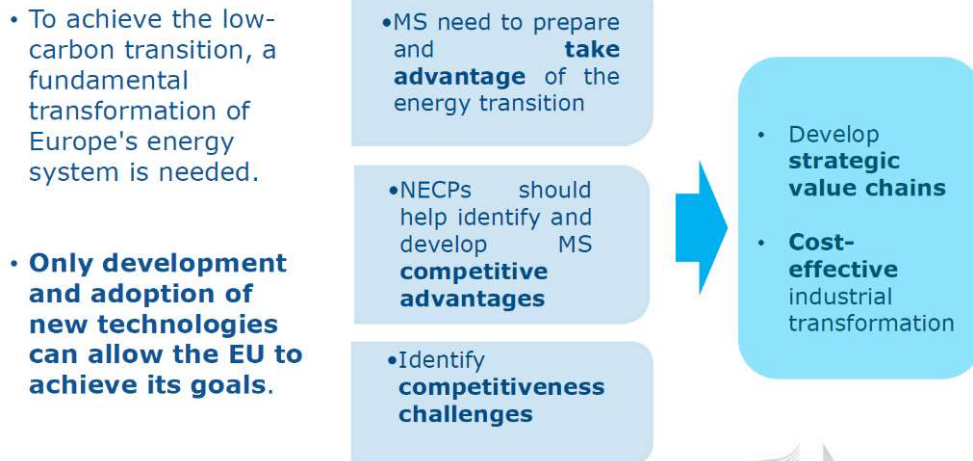 • To achieve the low-
carbon transition, a
fundamental
transformation of
Europe's energy
system is needed.
• Only development
and adoption of
new technologies
can allow the EU to
achieve its goals.
•MS need to prepare
and take
advantage of the
energy transition
•NECPs should
help identify and
develop MS
competitive
advantages
•Identify
competitiveness
challenges
• Develop
strategic
value chains
• Cost-
effective
industrial
transformation